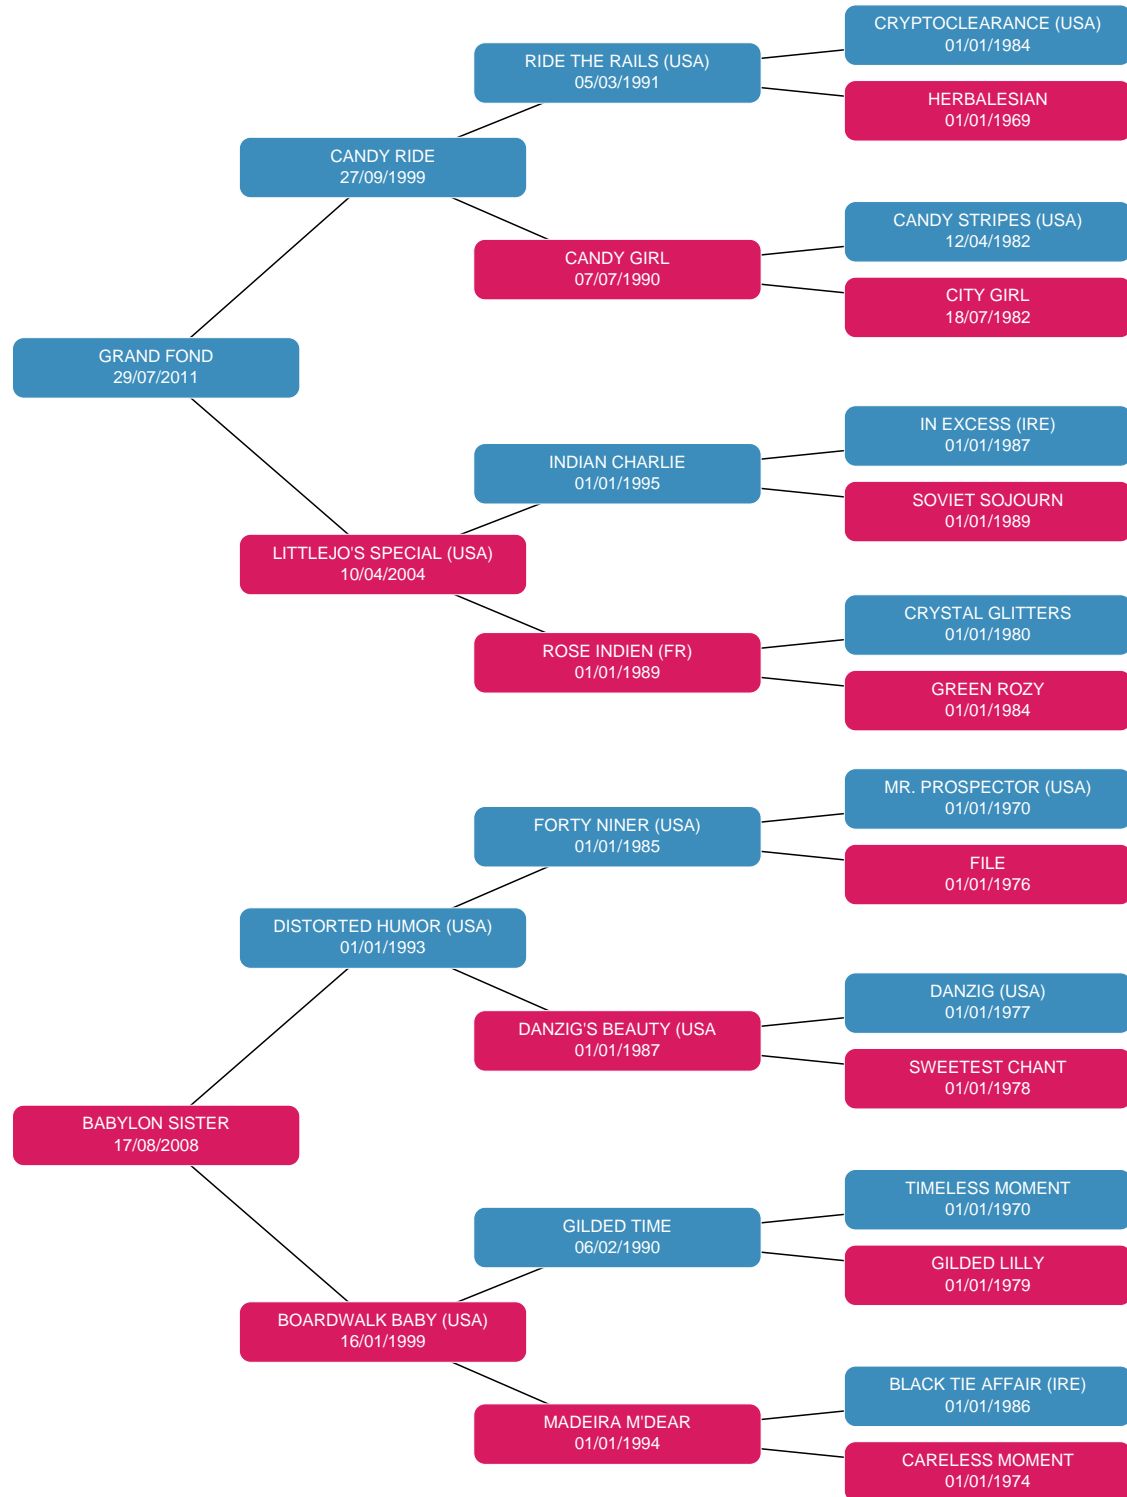 CRYPTOCLEARANCE (USA)
01/01/1984
RIDE THE RAILS (USA)
05/03/1991
HERBALESIAN
01/01/1969
CANDY RIDE
27/09/1999
CANDY STRIPES (USA)
12/04/1982
CANDY GIRL
07/07/1990
CITY GIRL
18/07/1982
GRAND FOND
29/07/2011
IN EXCESS (IRE)
01/01/1987
INDIAN CHARLIE
01/01/1995
SOVIET SOJOURN
01/01/1989
LITTLEJO'S SPECIAL (USA)
10/04/2004
CRYSTAL GLITTERS
01/01/1980
ROSE INDIEN (FR)
01/01/1989
GREEN ROZY
01/01/1984
MR. PROSPECTOR (USA)
01/01/1970
FORTY NINER (USA)
01/01/1985
FILE
01/01/1976
DISTORTED HUMOR (USA)
01/01/1993
DANZIG (USA)
01/01/1977
DANZIG'S BEAUTY (USA
01/01/1987
SWEETEST CHANT
01/01/1978
BABYLON SISTER
17/08/2008
TIMELESS MOMENT
01/01/1970
GILDED TIME
06/02/1990
GILDED LILLY
01/01/1979
BOARDWALK BABY (USA)
16/01/1999
BLACK TIE AFFAIR (IRE)
01/01/1986
MADEIRA M'DEAR
01/01/1994
CARELESS MOMENT
01/01/1974